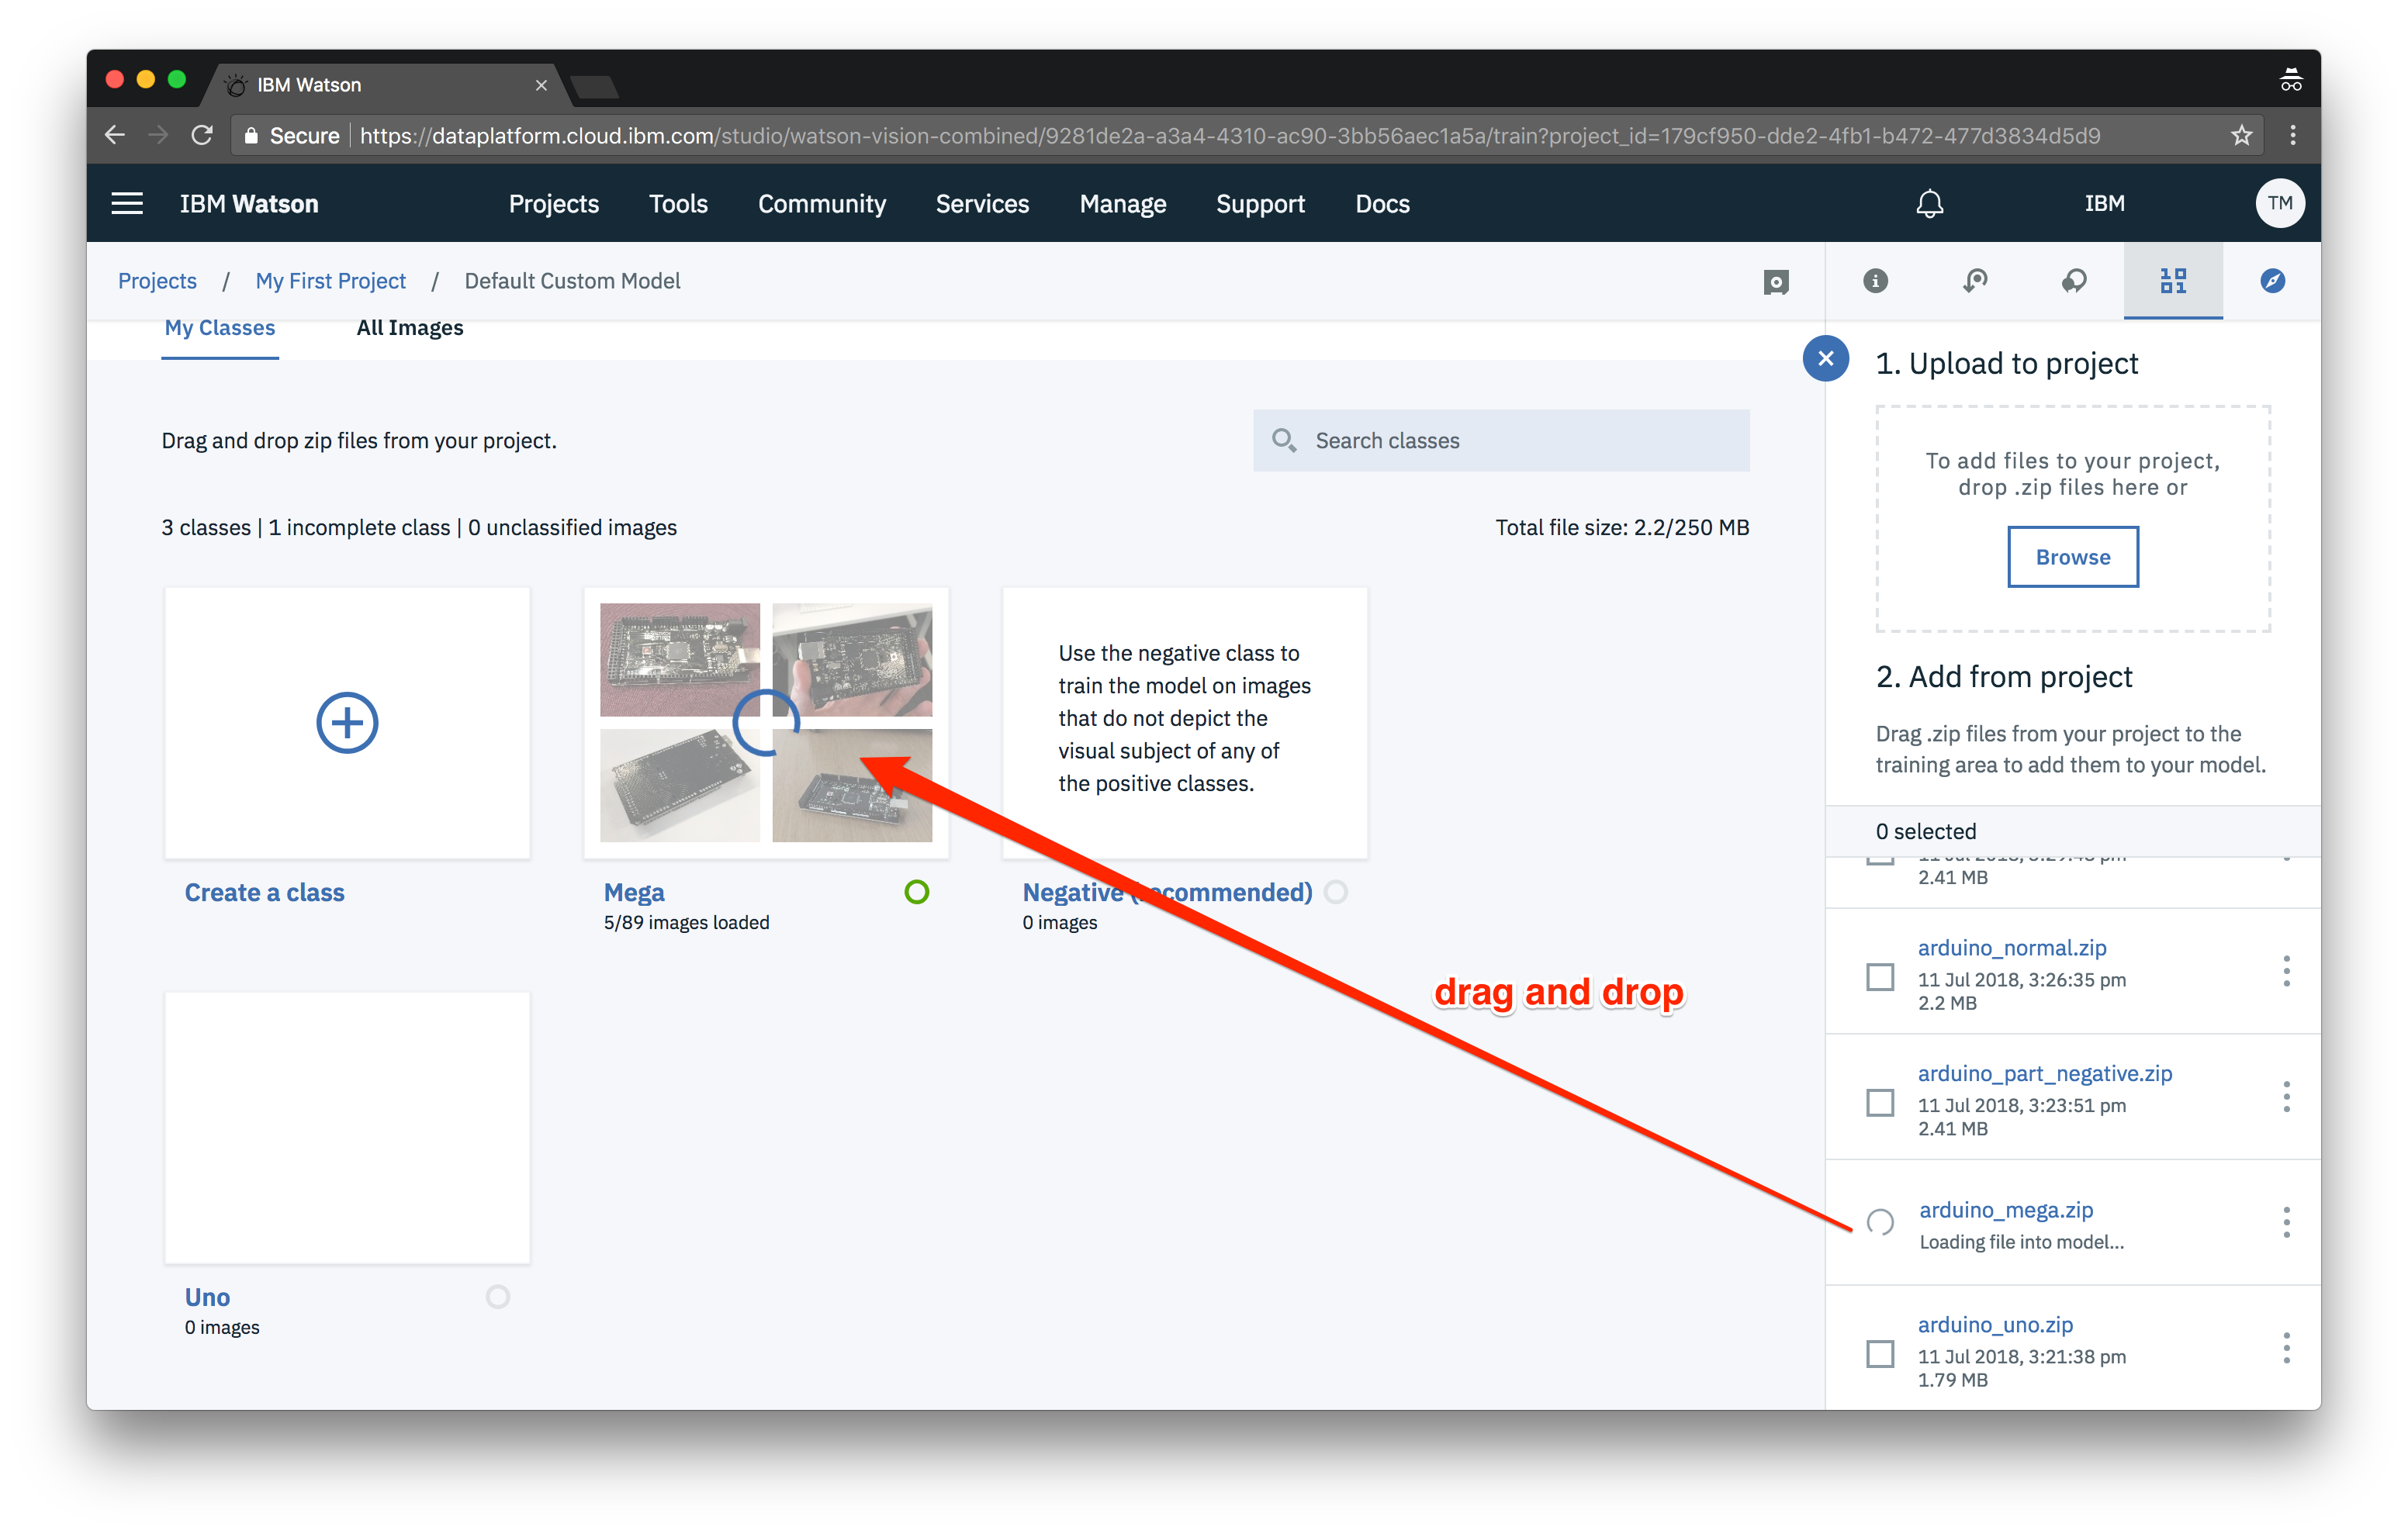 IBM Watson
Secure https://dataplatform.cloud.ibm.com/studio/watson-vision-combined/9281de2a-a3a4-4310-ac90-3bb56aec1a5a/train?project_id=179cf950-dde2-4fb1-b472-477d3834d5d9
IBM Watson Projects Tools Community Services Manage Support Docs IBM TM
Projects / My First Project / Default Custom Model
My Classes All Images
Drag and drop zip files from your project.
Search classes
3 classes | 1 incomplete class | 0 unclassified images
Total file size: 2.2/250 MB
Use the negative class to
train the model on images
that do not depict the
visual subject of any of
the positive classes.
Create a class
Mega
5/89 images loaded
Negative (recommended)
0 images
drag and drop
Uno
0 images
1. Upload to project
To add files to your project,
drop .zip files here or
Browse
2. Add from project
Drag .zip files from your project to the
training area to add them to your model.
0 selected
2.41 MB
arduino_normal.zip
11 Jul 2018, 3:26:35 pm
2.2 MB
arduino_part_negative.zip
11 Jul 2018, 3:23:51 pm
2.41 MB
arduino_mega.zip
Loading file into model...
arduino_uno.zip
11 Jul 2018, 3:21:38 pm
1.79 MB